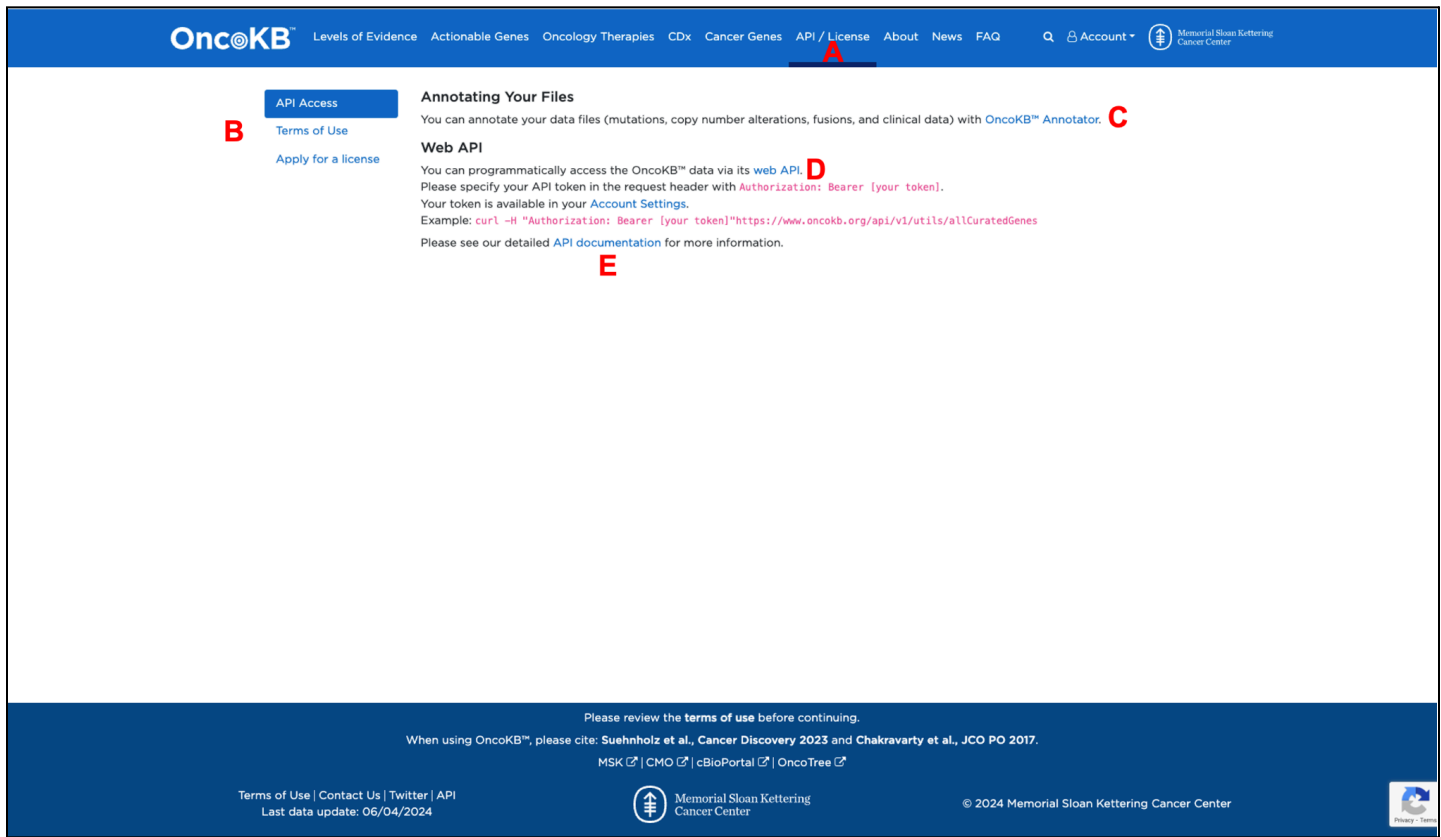 OncoKB™ Levels of Evidence Actionable Genes Oncology Therapies CDx Cancer Genes API / License About News FAQ Account Memorial Sloan Kettering
Cancer Center
A
API Access
Terms of Use
Apply for a license
B
Annotating Your Files
You can annotate your data files (mutations, copy number alterations, fusions, and clinical data) with OncoKB™ Annotator. C
Web API
You can programmatically access the OncoKB™ data via its web API. D
Please specify your API token in the request header with Authorization: Bearer [your token].
Your token is available in your Account Settings.
Example: curl -H "Authorization: Bearer [your token]"https://www.oncokb.org/api/v1/utils/allCuratedGenes
Please see our detailed API documentation for more information.
E
Please review the terms of use before continuing.
When using OncoKB™, please cite: Suehnholz et al., Cancer Discovery 2023 and Chakravarty et al., JCO PO 2017.
MSK | CMO | cBioPortal | OncoTree
Terms of Use | Contact Us | Twitter | API
Last data update: 06/04/2024
Memorial Sloan Kettering
Cancer Center
© 2024 Memorial Sloan Kettering Cancer Center
Privacy - Terms